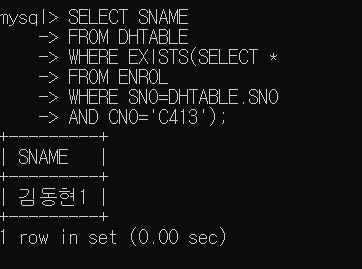 mysql> SELECT SNAME
-> FROM DHTABLE
-> WHERE EXISTS(SELECT *
-> FROM ENROL
-> WHERE SNO=DHTABLE.SNO
-> AND CNO='C413');
+---------+
| SNAME |
+---------+
| 김동현1 |
+---------+
1 row in set (0.00 sec)